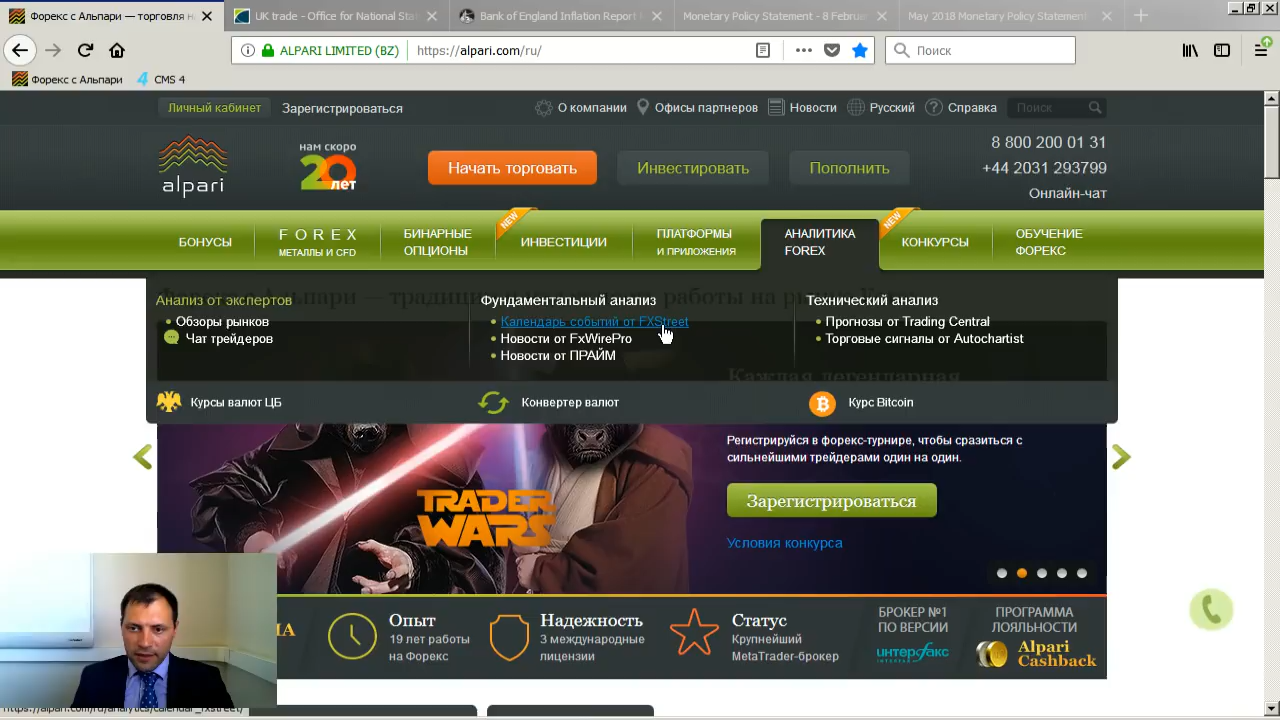 Форекс с Альпари — торговля н
UK trade - Office for National Sta
Bank of England Inflation Report
Monetary Policy Statement - 8 Februa
May 2018 Monetary Policy Statement
ALPARI LIMITED (BZ)
https://alpari.com/ru/
Поиск
Форекс с Альпари
CMS 4
Личный кабинет
Зарегистрироваться
О компании
Офисы партнеров
Новости
Русский
Справка
Поиск
alpari
нам скоро
20
лет
Начать торговать
Инвестировать
Пополнить
8 800 200 01 31
+44 2031 293799
Онлайн-чат
БОНУСЫ
FOREX
МЕТАЛЛЫ И CFD
БИНАРНЫЕ
ОПЦИОНЫ
NEW
ИНВЕСТИЦИИ
ПЛАТФОРМЫ
И ПРИЛОЖЕНИЯ
АНАЛИТИКА
FOREX
NEW
КОНКУРСЫ
ОБУЧЕНИЕ
ФОРЕКС
Анализ от экспертов
Обзоры рынков
Чат трейдеров
Фундаментальный анализ
Календарь событий от FXStreet
Новости от FxWirePro
Новости от ПРАЙМ
Технический анализ
Прогнозы от Trading Central
Торговые сигналы от Autochartist
Каждая легендарная
Курсы валют ЦБ
Конвертер валют
Курс Bitcoin
Регистрируйся в форекс-турнире, чтобы сразиться с
сильнейшими трейдерами один на один.
TRADER
WARS
Зарегистрироваться
Условия конкурса
Опыт
19 лет работы
на Форекс
Надежность
3 международные
лицензии
Статус
Крупнейший
MetaTrader-брокер
БРОКЕР №1
ПО ВЕРСИИ
интерфакс
ПРОГРАММА
ЛОЯЛЬНОСТИ
Alpari
Cashback
https://alpari.com/ru/analytics/calendar_fxstreet/